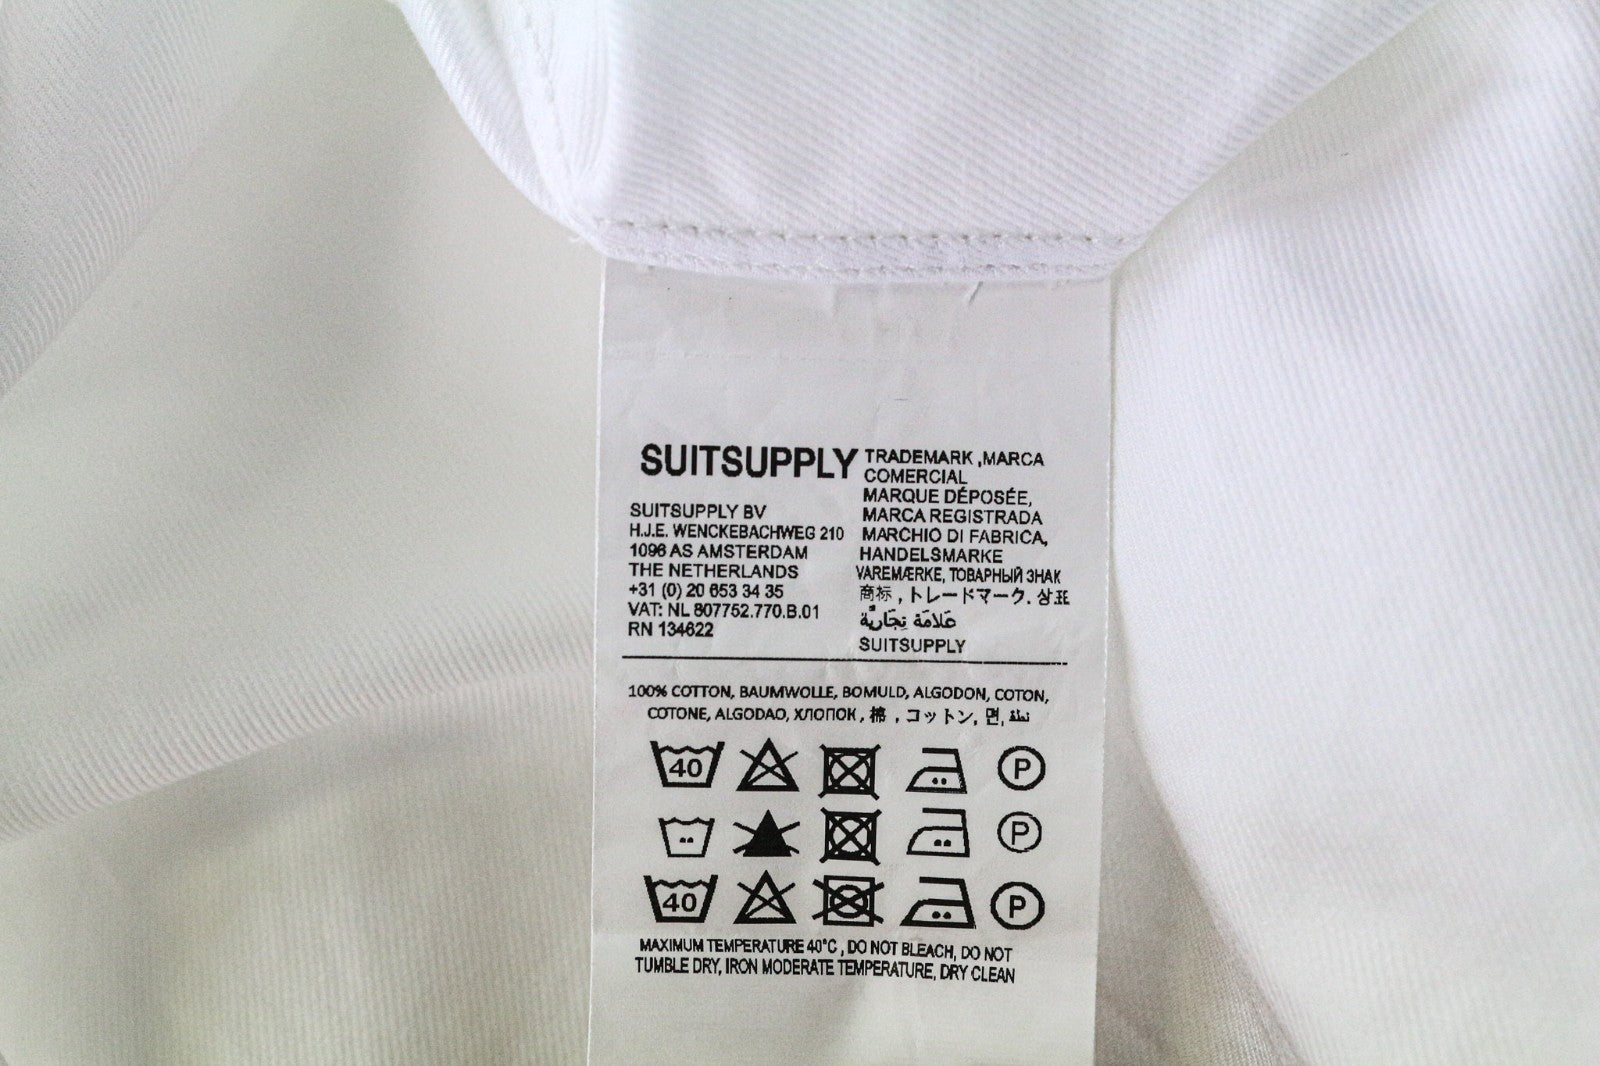 SUITSUPPLY
SUITSUPPLY BV
H.J.E. WENCKEBACHWEG 210
1096 AS AMSTERDAM
THE NETHERLANDS
+31 (0) 20 653 34 35
VAT: NL 807752.770.B.01
RN 134622
TRADEMARK ,MARCA
COMERCIAL
MARQUE DÉPOSÉE,
MARCA REGISTRADA
MARCHIO DI FABRICA,
HANDELSMARKE
VAREMÆRKE, ТОВАРНЫЙ ЗНАК
商标 , トレードマーク. 상표
عَلَامَة تِجَارِيَّة
SUITSUPPLY
100% COTTON, BAUMWOLLE, BOMULD, ALGODON, COTON,
COTONE, ALGODAO, ХЛОПОК , 棉 , コットン, 면,
40 P
P
40 P
MAXIMUM TEMPERATURE 40°C , DO NOT BLEACH, DO NOT
TUMBLE DRY, IRON MODERATE TEMPERATURE, DRY CLEAN